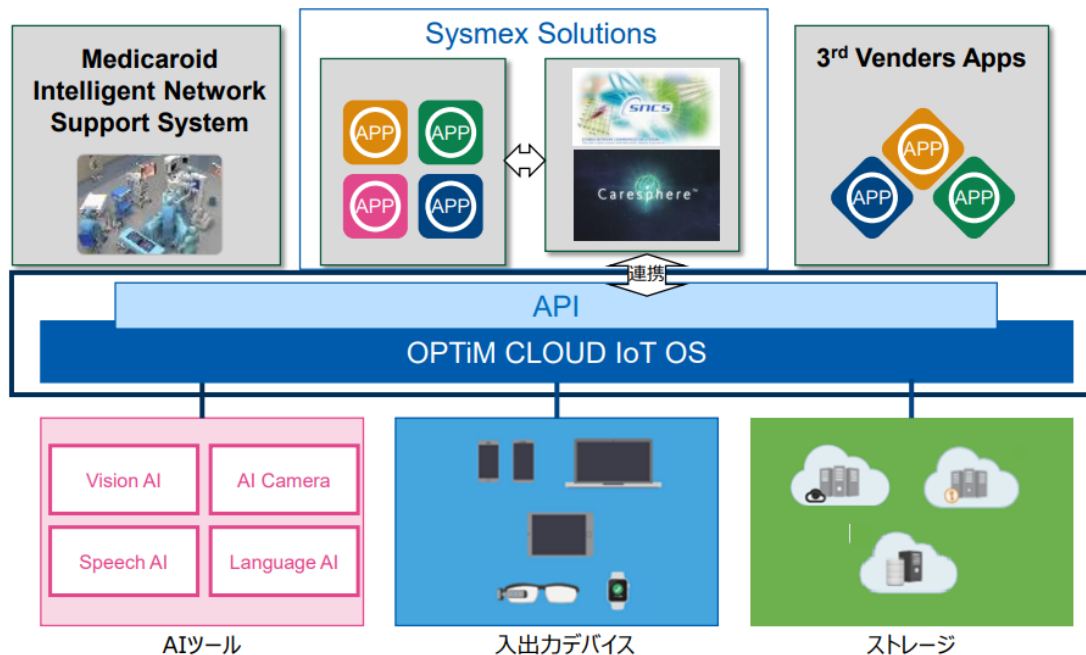 Sysmex Solutions
Medicaroid
Intelligent Network
Support System
APP
APP
APP
APP
sncs
Caresphere™
3rd Venders Apps
APP
APP
APP
連携
API
OPTiM CLOUD IoT OS
Vision AI
AI Camera
Speech AI
Language AI
AIツール
入出力デバイス
ストレージ